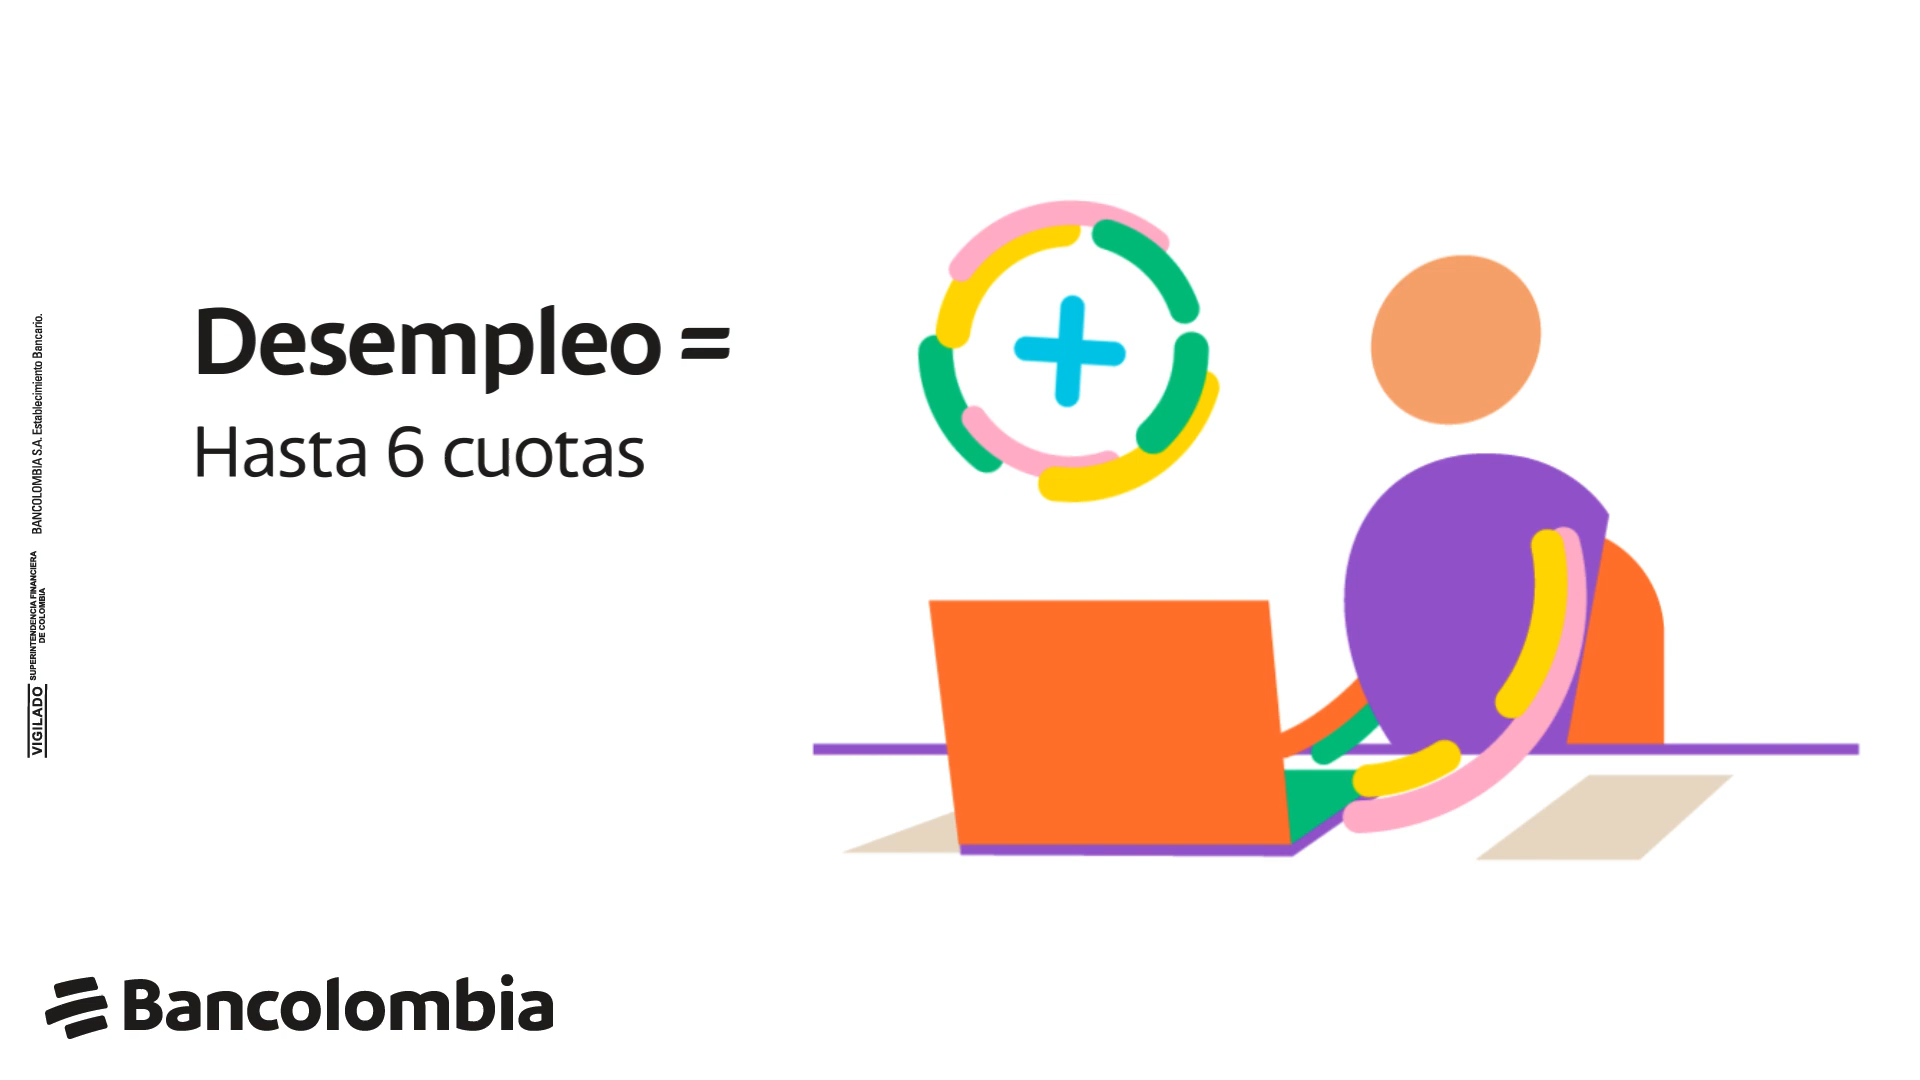 Desempleo =
Hasta 6 cuotas
VIGILADO SUPERINTENDENCIA FINANCIERA
DE COLOMBIA
BANCOLOMBIA S.A. Establecimiento Bancario.
Bancolombia